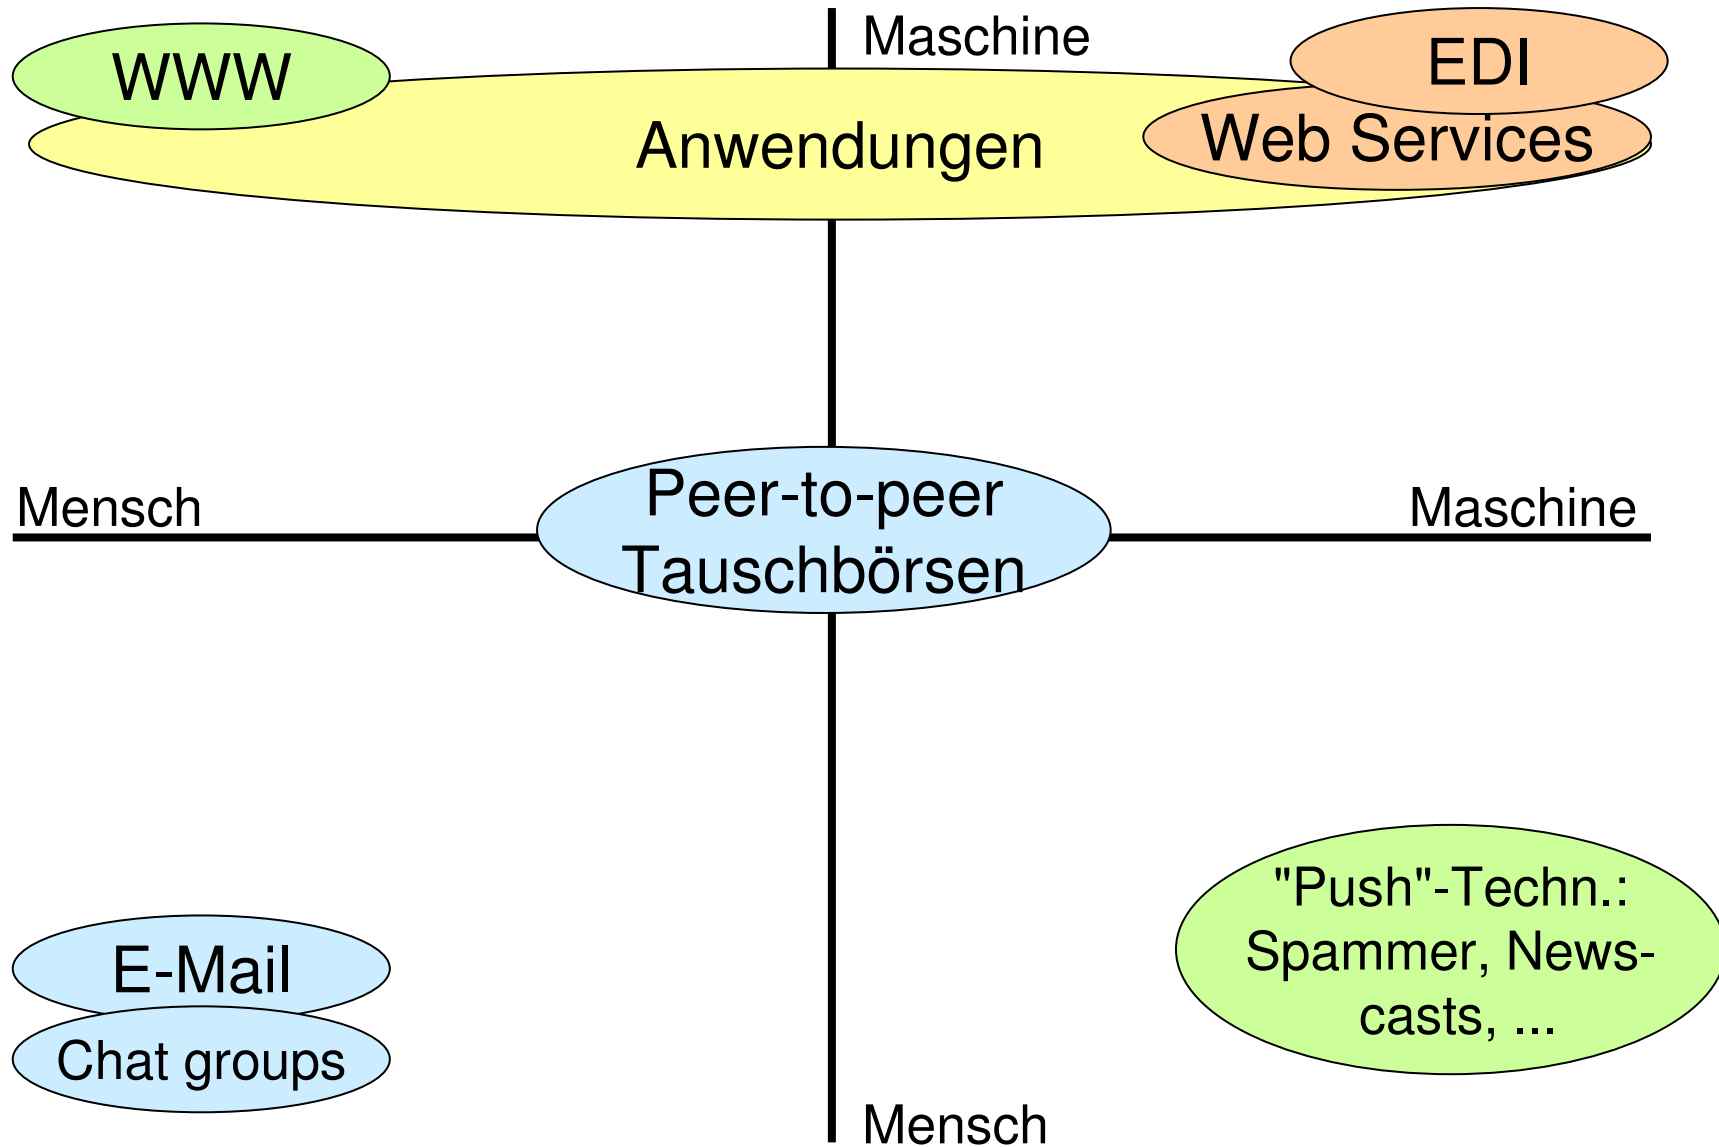 Maschine
WWW
EDI
Anwendungen
Web Services
Mensch
Peer-to-peer
Tauschbörsen
Maschine
"Push"-Techn.:
Spammer, News-
casts, ...
E-Mail
Chat groups
Mensch